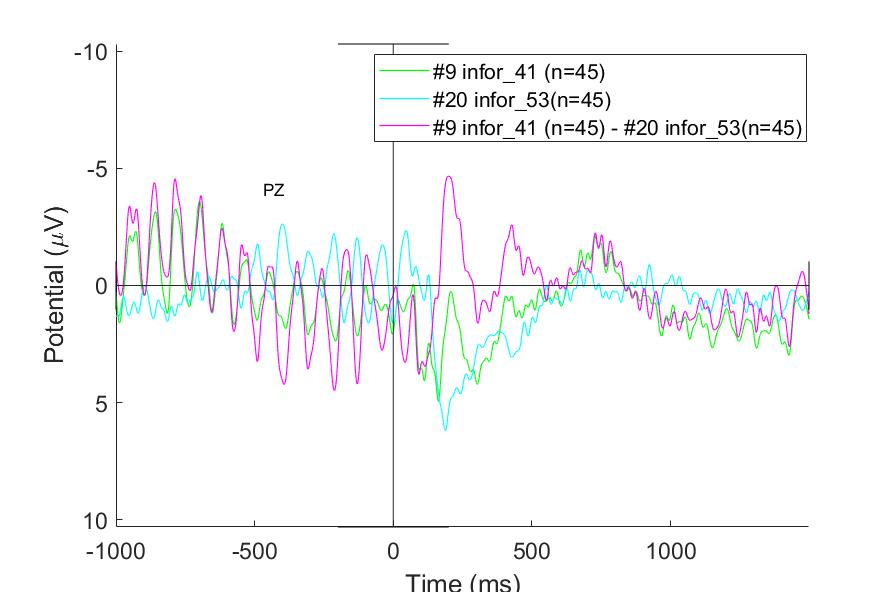 -10
#9 infor_41 (n=45)
#20 infor_53(n=45)
#9 infor_41 (n=45) - #20 infor_53(n=45)
-5
PZ
0
5
10
Potential (μV)
-1000 -500 0 500 1000
Time (ms)